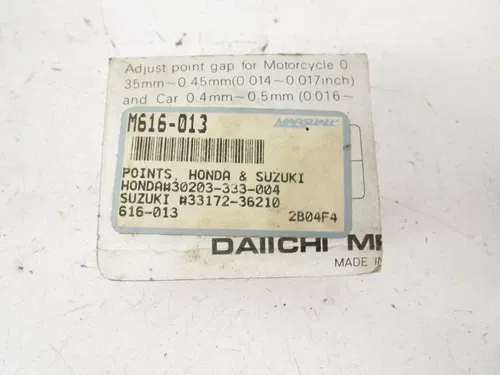 Adjust point gap for Motorcycle 0
35mm~0.45mm(0.014~0.017inch)
and Car 0.4mm~0.5mm (0.016~
M616-013
MARSHALL
POINTS, HONDA & SUZUKI
HONDA#30203-333-004
SUZUKI #33172-36210
616-013 2B04F4
DAIICHI MF
MADE IN